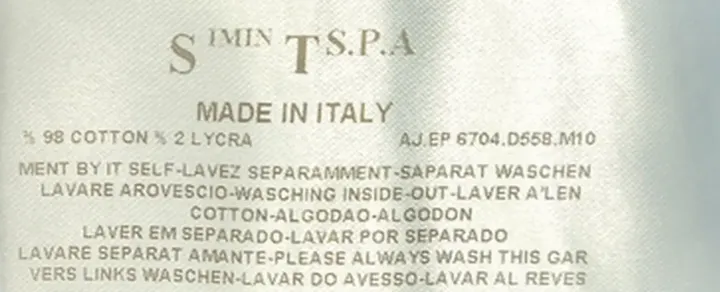 SIMIN T S.P.A
MADE IN ITALY
% 98 COTTON % 2 LYCRA AJ.EP 6704.D558.M10
MENT BY IT SELF-LAVEZ SEPARAMMENT-SAPARAT WASCHEN
LAVARE AROVESCIO-WASCHING INSIDE-OUT-LAVER A'LEN
COTTON-ALGODAO-ALGODON
LAVER EM SEPARADO-LAVAR POR SEPARADO
LAVARE SEPARAT AMANTE-PLEASE ALWAYS WASH THIS GAR
VERS LINKS WASCHEN-LAVAR DO AVESSO-LAVAR AL REVES